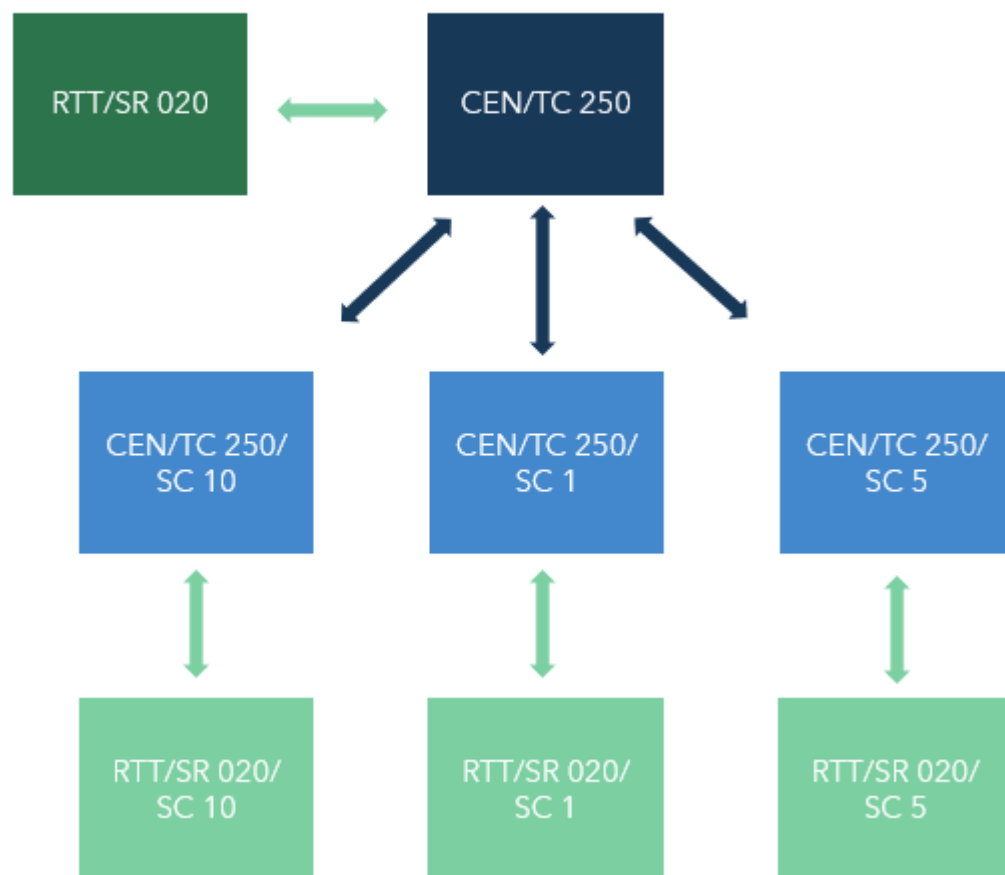 RTT/SR 020
CEN/TC 250
CEN/TC 250/
SC 10
CEN/TC 250/
SC 1
CEN/TC 250/
SC 5
RTT/SR 020/
SC 10
RTT/SR 020/
SC 1
RTT/SR 020/
SC 5